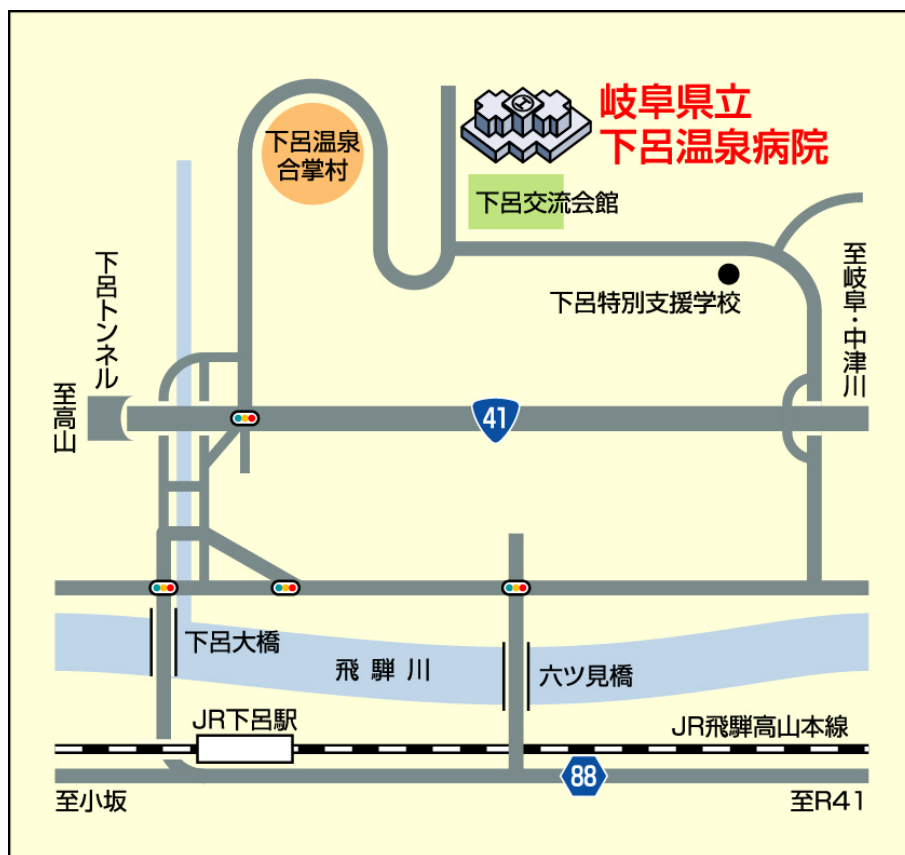 岐阜県立
下呂温泉病院
下呂温泉
合掌村
下呂交流会館
下呂特別支援学校
下呂トンネル
至高山
至岐阜・中津川
41
下呂大橋
飛騨川
六ツ見橋
JR下呂駅
JR飛騨高山本線
88
至小坂
至R41